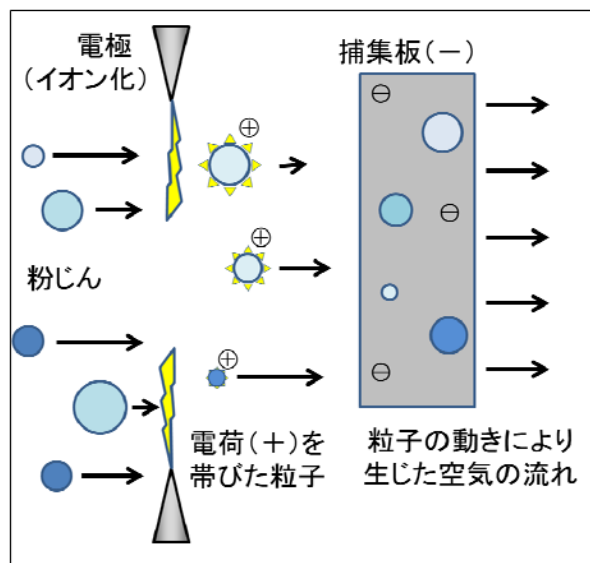 電極
(イオン化)
捕集板(－)
⊖
⊕
⊖
⊕
粉じん
⊕
⊖
電荷(＋)を
帯びた粒子
粒子の動きにより
生じた空気の流れ